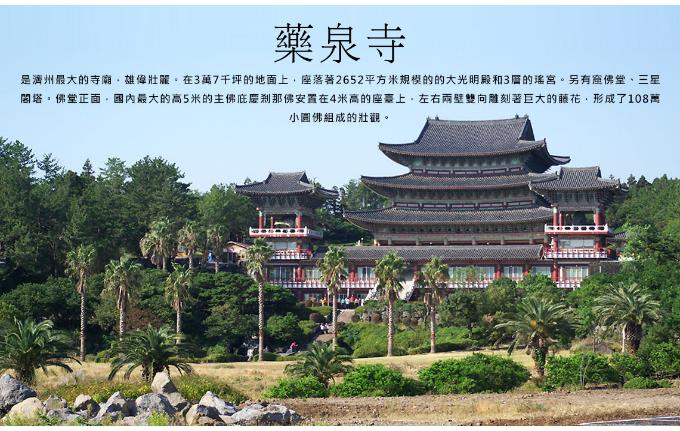 藥泉寺
是濟州最大的寺廟，雄偉壯麗。在3萬7千坪的地面上，座落著2652平方米規模的的大光明殿和3層的瑤宮。另有窟佛堂、三星
閣塔。佛堂正面，國內最大的高5米的主佛庇慶剎那佛安置在4米高的座臺上，左右兩壁雙向雕刻著巨大的藤花，形成了108萬
小圓佛組成的壯觀。